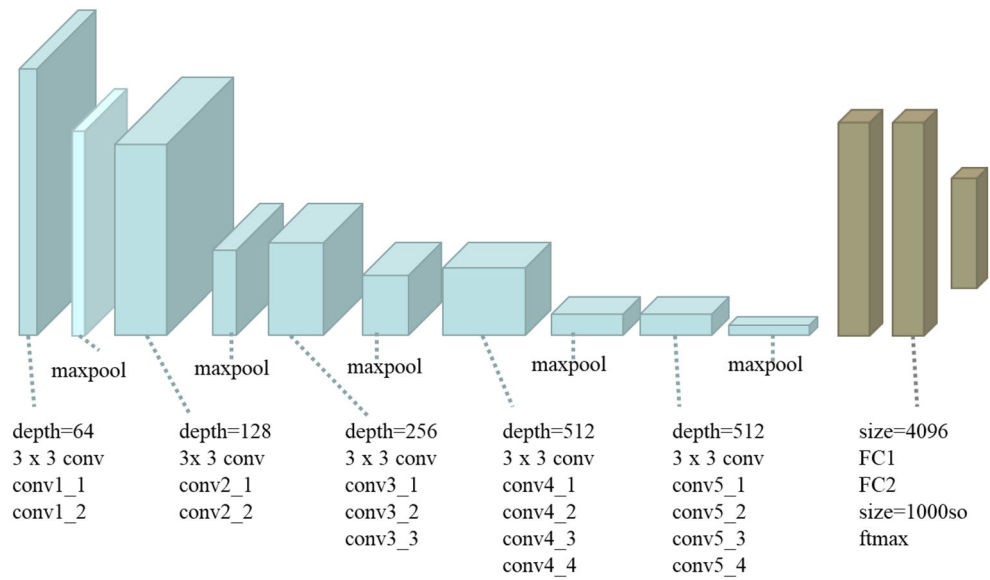 maxpool
maxpool
maxpool
maxpool
maxpool
depth=64
3 x 3 conv
conv1_1
conv1_2
depth=128
3x 3 conv
conv2_1
conv2_2
depth=256
3 x 3 conv
conv3_1
conv3_2
conv3_3
depth=512
3 x 3 conv
conv4_1
conv4_2
conv4_3
conv4_4
depth=512
3 x 3 conv
conv5_1
conv5_2
conv5_3
conv5_4
size=4096
FC1
FC2
size=1000so
ftmax